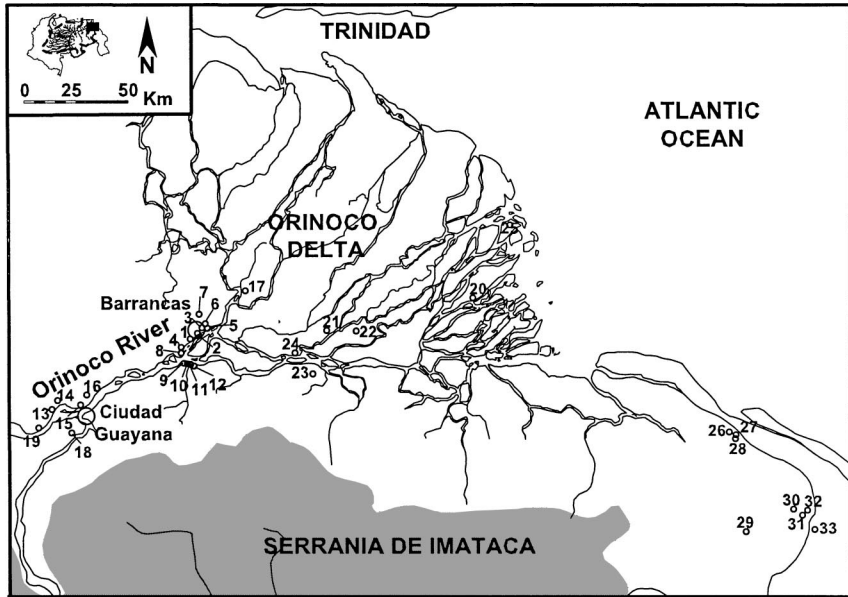 TRINIDAD
N
0 25 50
Km
ATLANTIC
OCEAN
ORINOCO
DELTA
25
17
20
7
Barrancas
6
3
5
1
2
4
8
21
22
24
23
Orinoco River
9
10
11
12
16
14
13
Ciudad
Guayana
15
19
18
26
27
28
30
32
31
33
29
SERRANIA DE IMATACA